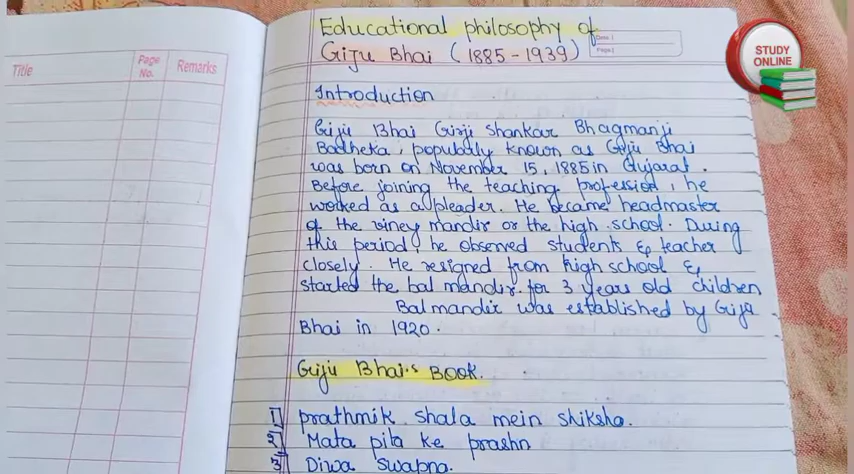 Title
Page No.
Remarks
Educational philosophy of
Giju Bhai (1885-1939)
Date
Page
STUDY
ONLINE
Introduction
Giju Bhai Girji Shankar Bhagmanji
Badheka, popularly known as Giju Bhai
was born on November 15, 1885 in Gujarat.
Before joining the teaching profession, he
worked as a pleader. He became headmaster
of the viney mandir or the high school. During
this period, he observed students & teacher
closely. He resigned from high school &
started the bal mandir for 3 years old children
Balmandir was established by Giju
Bhai in 1920.
Giju Bhai's Book.
1] prathmik shala mein shiksha.
2] Mata pita ke prashn
3] Diwa swapna.